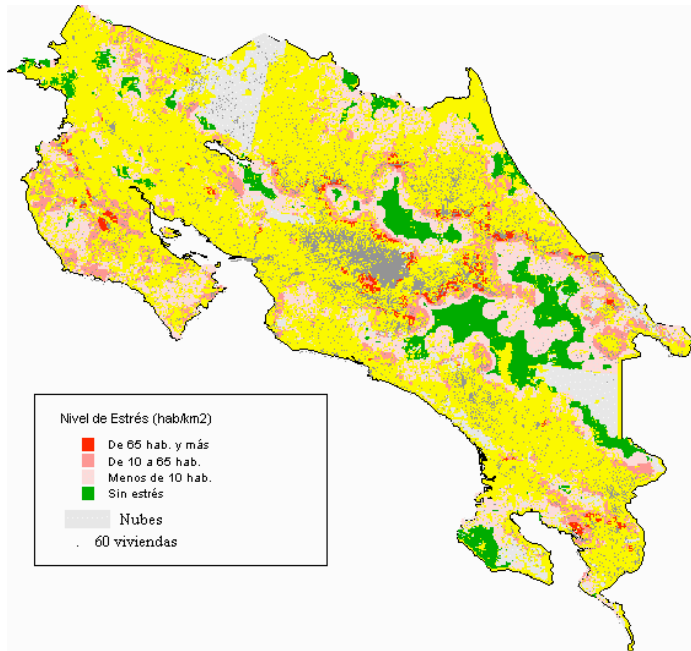 Nivel de Estrés (hab/km2)
De 65 hab. y más
De 10 a 65 hab.
Menos de 10 hab.
Sin estrés
Nubes
. 60 viviendas